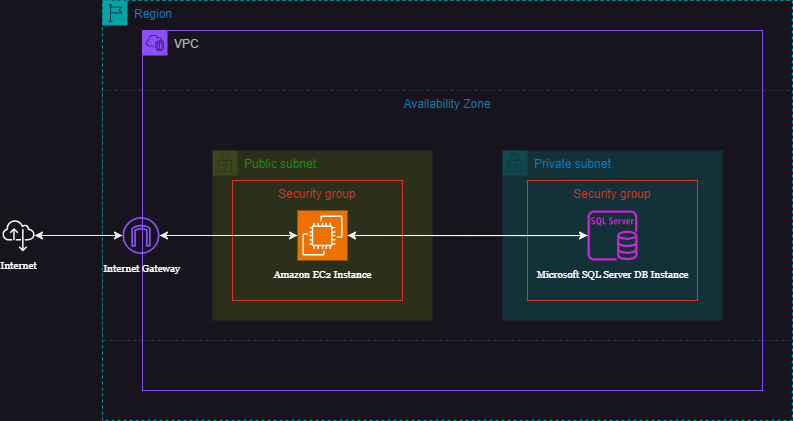 Region
VPC
Availability Zone
Public subnet
Private subnet
Security group
Security group
SQL Server
Internet
Internet Gateway
Amazon EC2 Instance
Microsoft SQL Server DB Instance